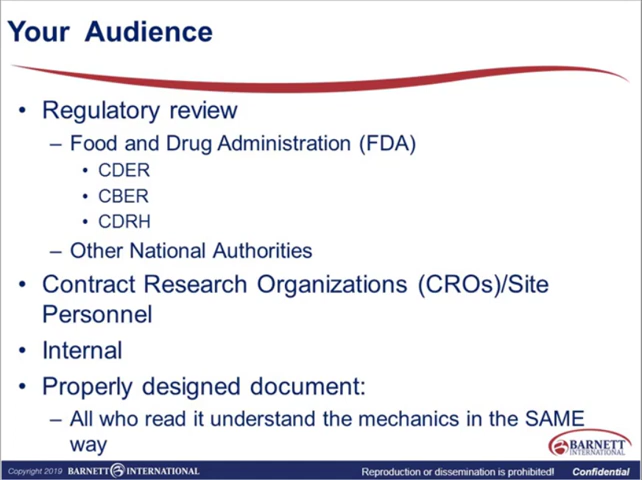 Your Audience
• Regulatory review
– Food and Drug Administration (FDA)
• CDER
• CBER
• CDRH
– Other National Authorities
• Contract Research Organizations (CROs)/Site
Personnel
• Internal
• Properly designed document:
– All who read it understand the mechanics in the SAME
way
BARNETT
INTERNATIONAL
Copyright 2019 BARNETT INTERNATIONAL Reproduction or dissemination is prohibited! Confidential